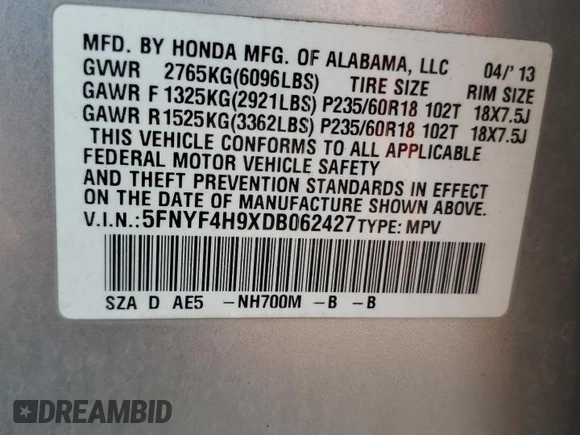 MFD. BY HONDA MFG. OF ALABAMA, LLC 04/'13
GVWR 2765KG(6096LBS) TIRE SIZE RIM SIZE
GAWR F 1325KG(2921LBS) P235/60R18 102T 18X7.5J
GAWR R1525KG(3362LBS) P235/60R18 102T 18X7.5J
THIS VEHICLE CONFORMS TO ALL APPLICABLE
FEDERAL MOTOR VEHICLE SAFETY
AND THEFT PREVENTION STANDARDS IN EFFECT
ON THE DATE OF MANUFACTURE SHOWN ABOVE.
V.I.N.:5FNYF4H9XDB062427 TYPE: MPV
SZA D AE5 -NH700M -B -B
DREAMBID